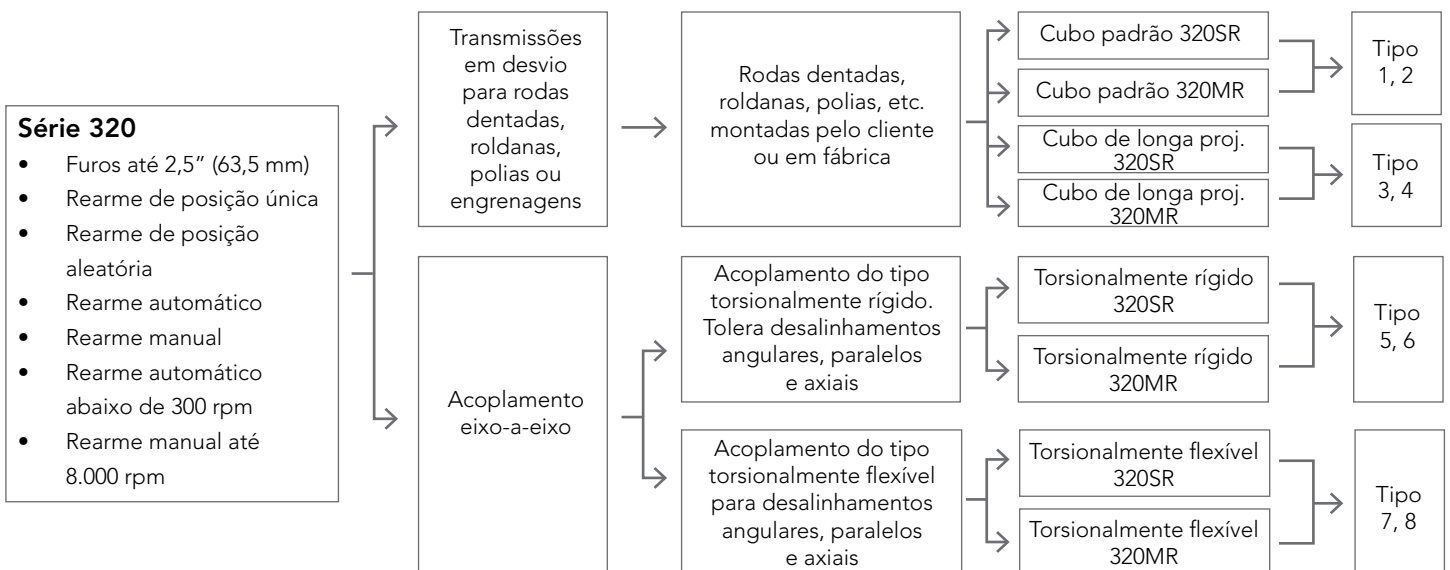 Série 320
• Furos até 2,5” (63,5 mm)
• Rearme de posição única
• Rearme de posição
aleatória
• Rearme automático
• Rearme manual
• Rearme automático
abaixo de 300 rpm
• Rearme manual até
8.000 rpm
Transmissões
em desvio
para rodas
dentadas,
roldanas,
polias ou
engrenagens
Rodas dentadas,
roldanas, polias, etc.
montadas pelo cliente
ou em fábrica
Cubo padrão 320SR
Cubo padrão 320MR
Cubo de longa proj.
320SR
Cubo de longa proj.
320MR
Tipo
1, 2
Tipo
3, 4
Acoplamento
eixo-a-eixo
Acoplamento do tipo
torsionalmente rígido.
Tolera desalinhamentos
angulares, paralelos
e axiais
Torsionalmente rígido
320SR
Torsionalmente rígido
320MR
Tipo
5, 6
Acoplamento do tipo
torsionalmente flexível
para desalinhamentos
angulares, paralelos
e axiais
Torsionalmente flexível
320SR
Torsionalmente flexível
320MR
Tipo
7, 8